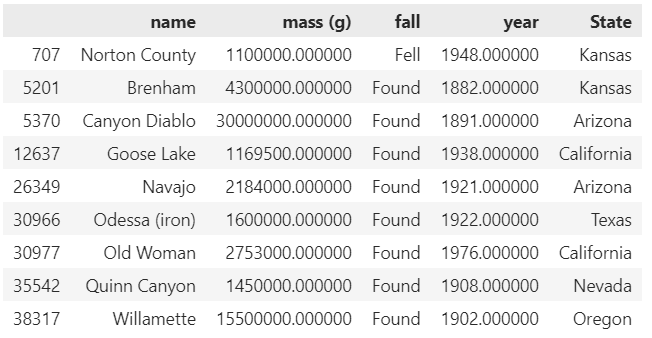 name mass (g) fall year State
707 Norton County 1100000.000000 Fell 1948.000000 Kansas
5201 Brenham 4300000.000000 Found 1882.000000 Kansas
5370 Canyon Diablo 30000000.000000 Found 1891.000000 Arizona
12637 Goose Lake 1169500.000000 Found 1938.000000 California
26349 Navajo 2184000.000000 Found 1921.000000 Arizona
30966 Odessa (iron) 1600000.000000 Found 1922.000000 Texas
30977 Old Woman 2753000.000000 Found 1976.000000 California
35542 Quinn Canyon 1450000.000000 Found 1908.000000 Nevada
38317 Willamette 15500000.000000 Found 1902.000000 Oregon